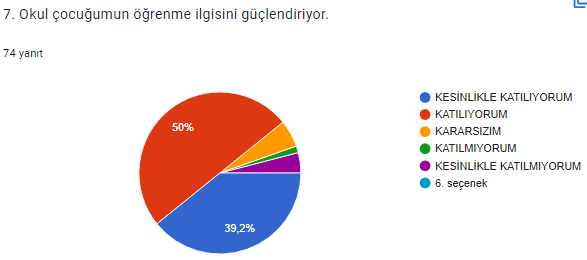 7. Okul çocuğumun öğrenme ilgisini güçlendiriyor.
74 yanıt
50%
39,2%
KESİNLİKLE KATILIYORUM
KATILIYORUM
KARARSIZIM
KATILMIYORUM
KESİNLİKLE KATILMIYORUM
6. seçenek